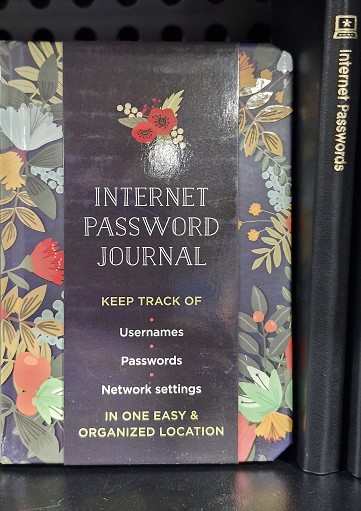 INTERNET
PASSWORD
JOURNAL
KEEP TRACK OF
Usernames
Passwords
Network settings
IN ONE EASY &
ORGANIZED LOCATION
Internet Passwords